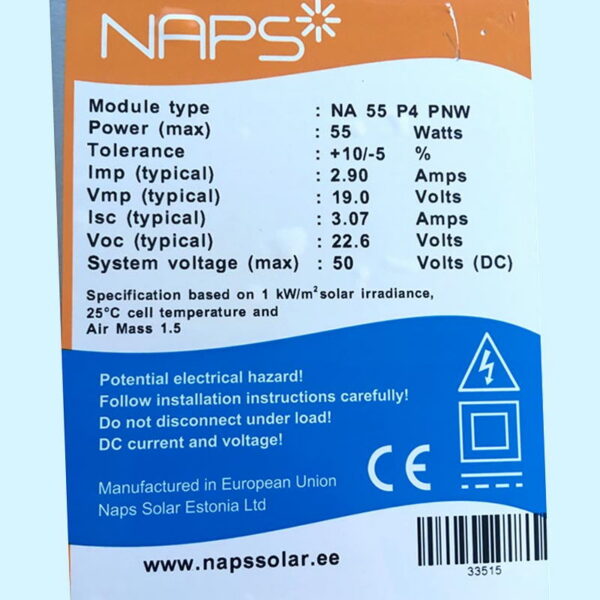 NAPS
Module type : NA 55 P4 PNW
Power (max) : 55 Watts
Tolerance : +10/-5 %
Imp (typical) : 2.90 Amps
Vmp (typical) : 19.0 Volts
Isc (typical) : 3.07 Amps
Voc (typical) : 22.6 Volts
System voltage (max) : 50 Volts (DC)
Specification based on 1 kW/m² solar irradiance,
25°C cell temperature and
Air Mass 1.5
Potential electrical hazard!
Follow installation instructions carefully!
Do not disconnect under load!
DC current and voltage!
CE
Manufactured in European Union
Naps Solar Estonia Ltd
www.napssolar.ee
33515